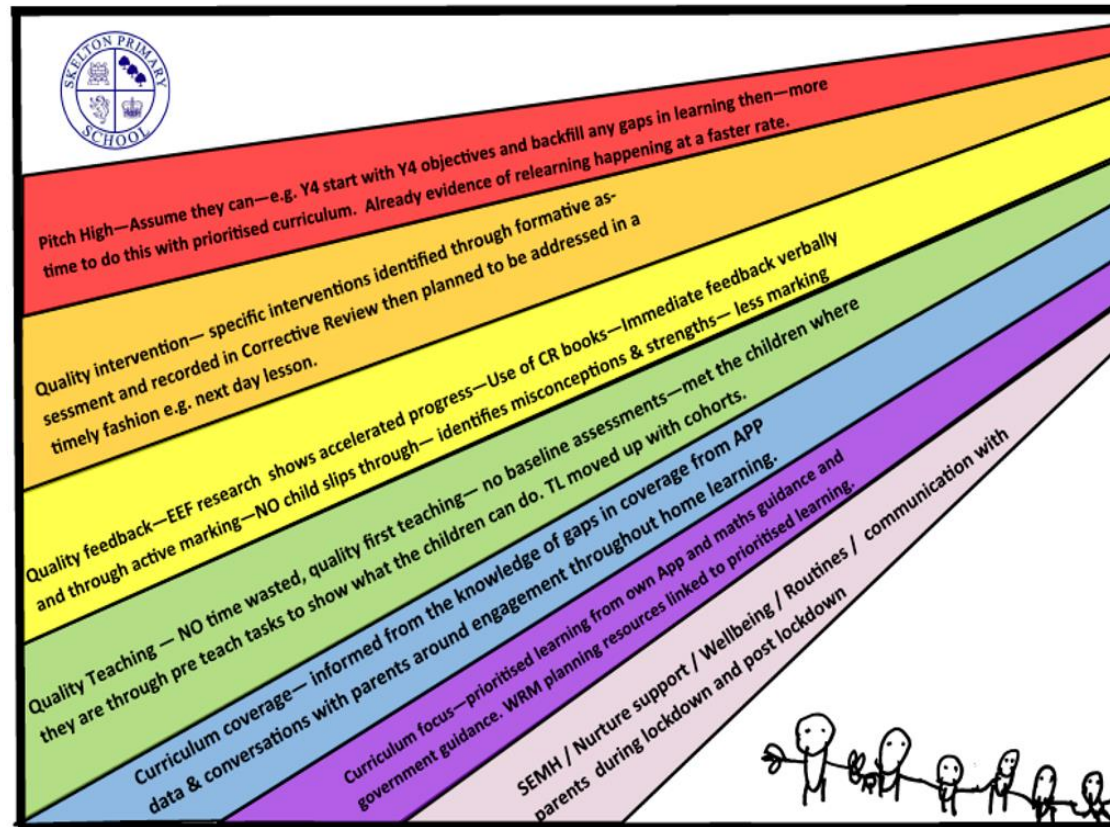 SKELTON PRIMARY
SCHOOL
Pitch High—Assume they can—e.g. Y4 start with Y4 objectives and backfill any gaps in learning then—more
time to do this with prioritised curriculum.  Already evidence of relearning happening at a faster rate.
Quality intervention— specific interventions identified through formative as-
sessment and recorded in Corrective Review then planned to be addressed in a
timely fashion e.g. next day lesson.
Quality feedback—EEF research  shows accelerated progress—Use of CR books—Immediate feedback verbally
and through active marking—NO child slips through— identifies misconceptions & strengths— less marking
Quality Teaching — NO time wasted, quality first teaching— no baseline assessments—met the children where
they are through pre teach tasks to show what the children can do. TL moved up with cohorts.
Curriculum coverage— informed from the knowledge of gaps in coverage from APP
data & conversations with parents around engagement throughout home learning.
Curriculum focus—prioritised learning from own App and maths guidance and
government guidance. WRM planning resources linked to prioritised learning.
SEMH / Nurture support / Wellbeing / Routines /  communication with
parents  during lockdown and post lockdown